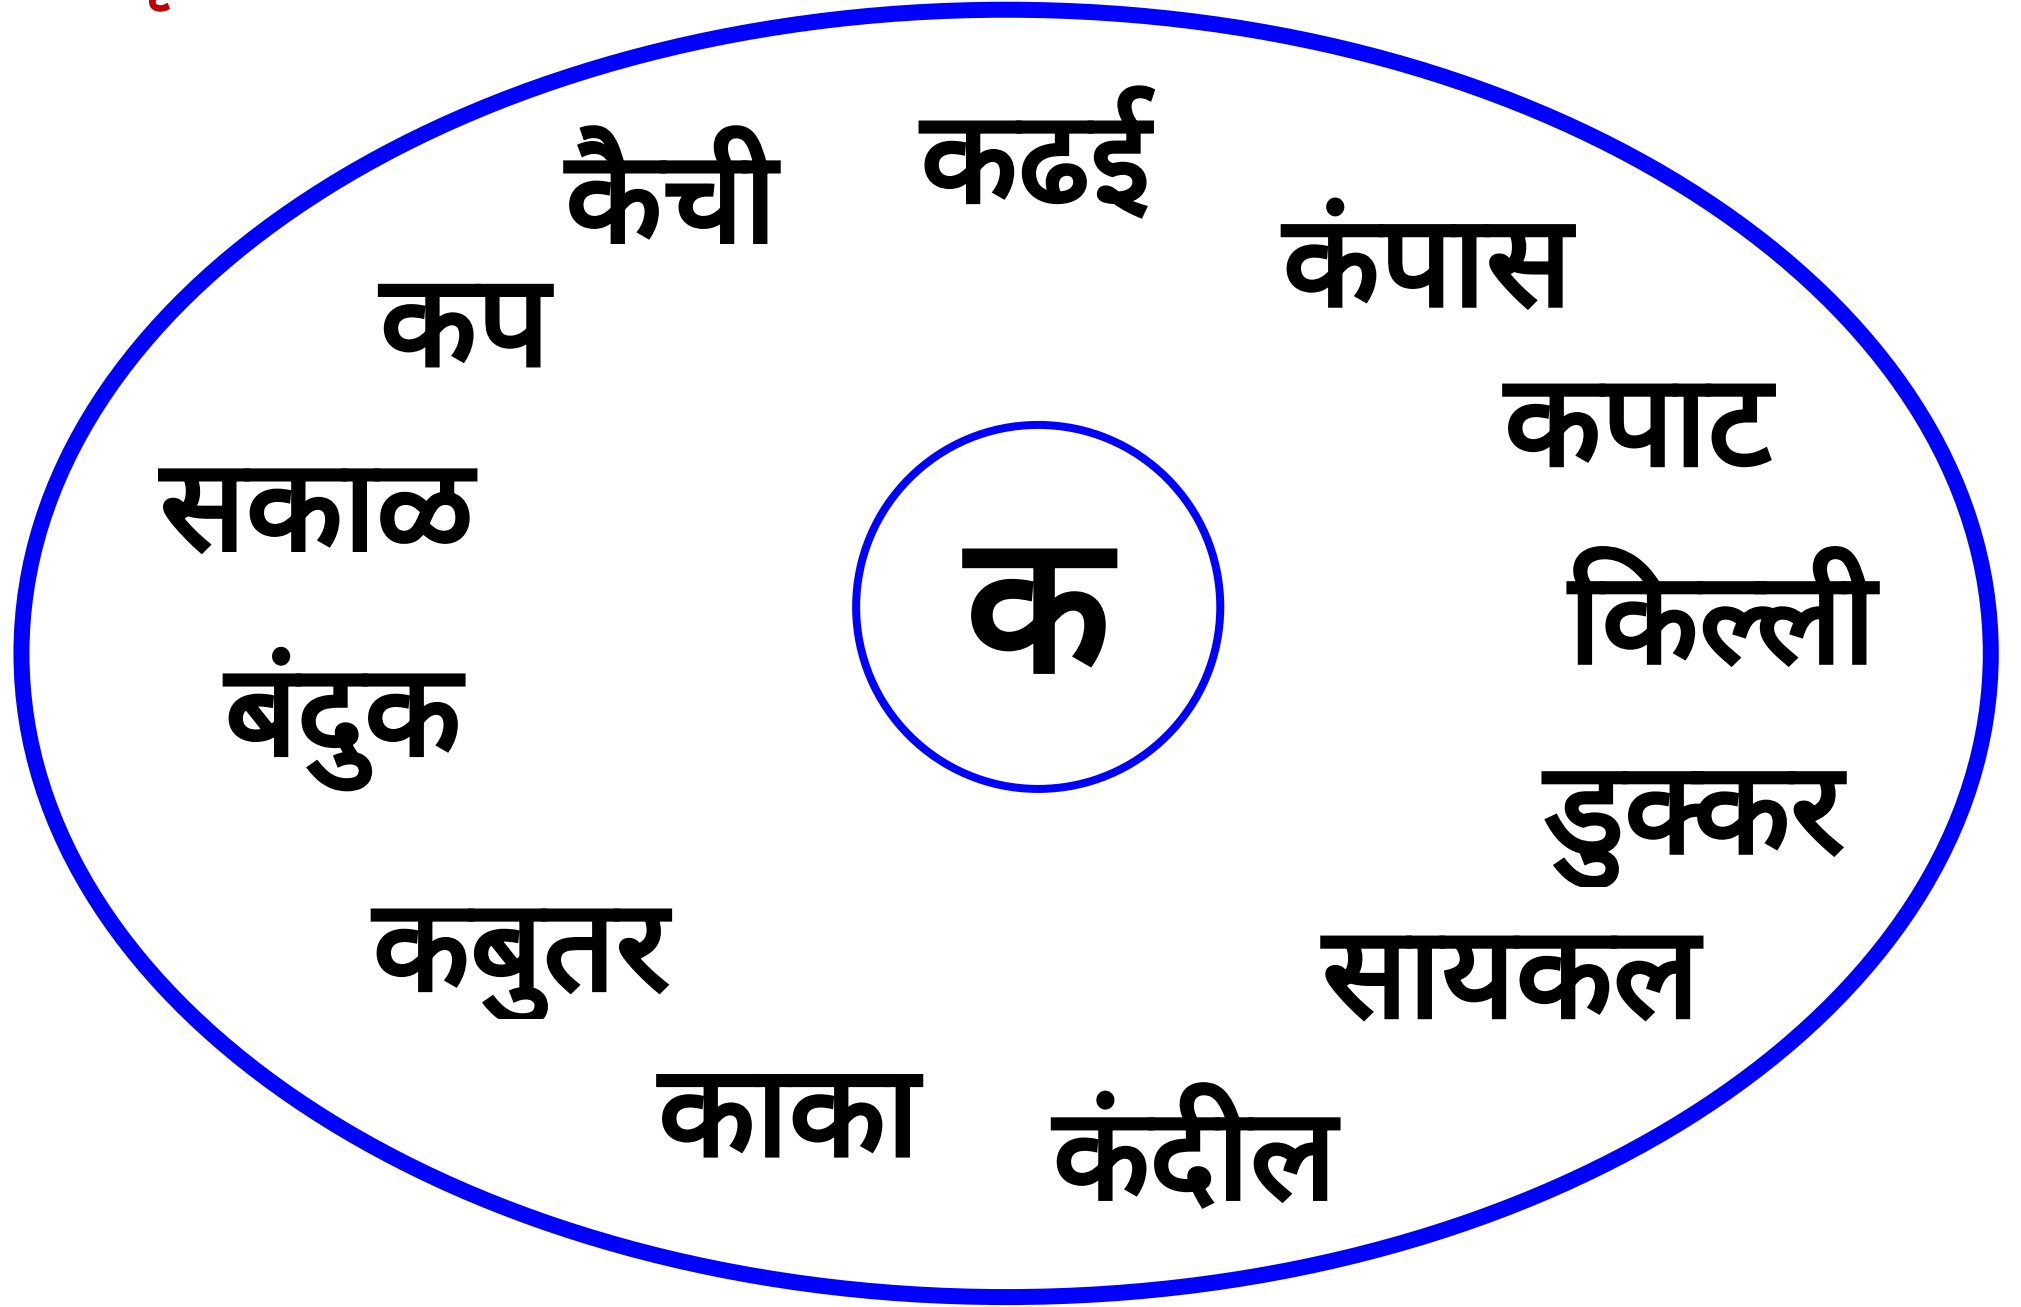 कढई
कैची
कंपास
कप
कपाट
सकाळ
क
किल्ली
बंदुक
डुक्कर
कबुतर
सायकल
काका
कंदील